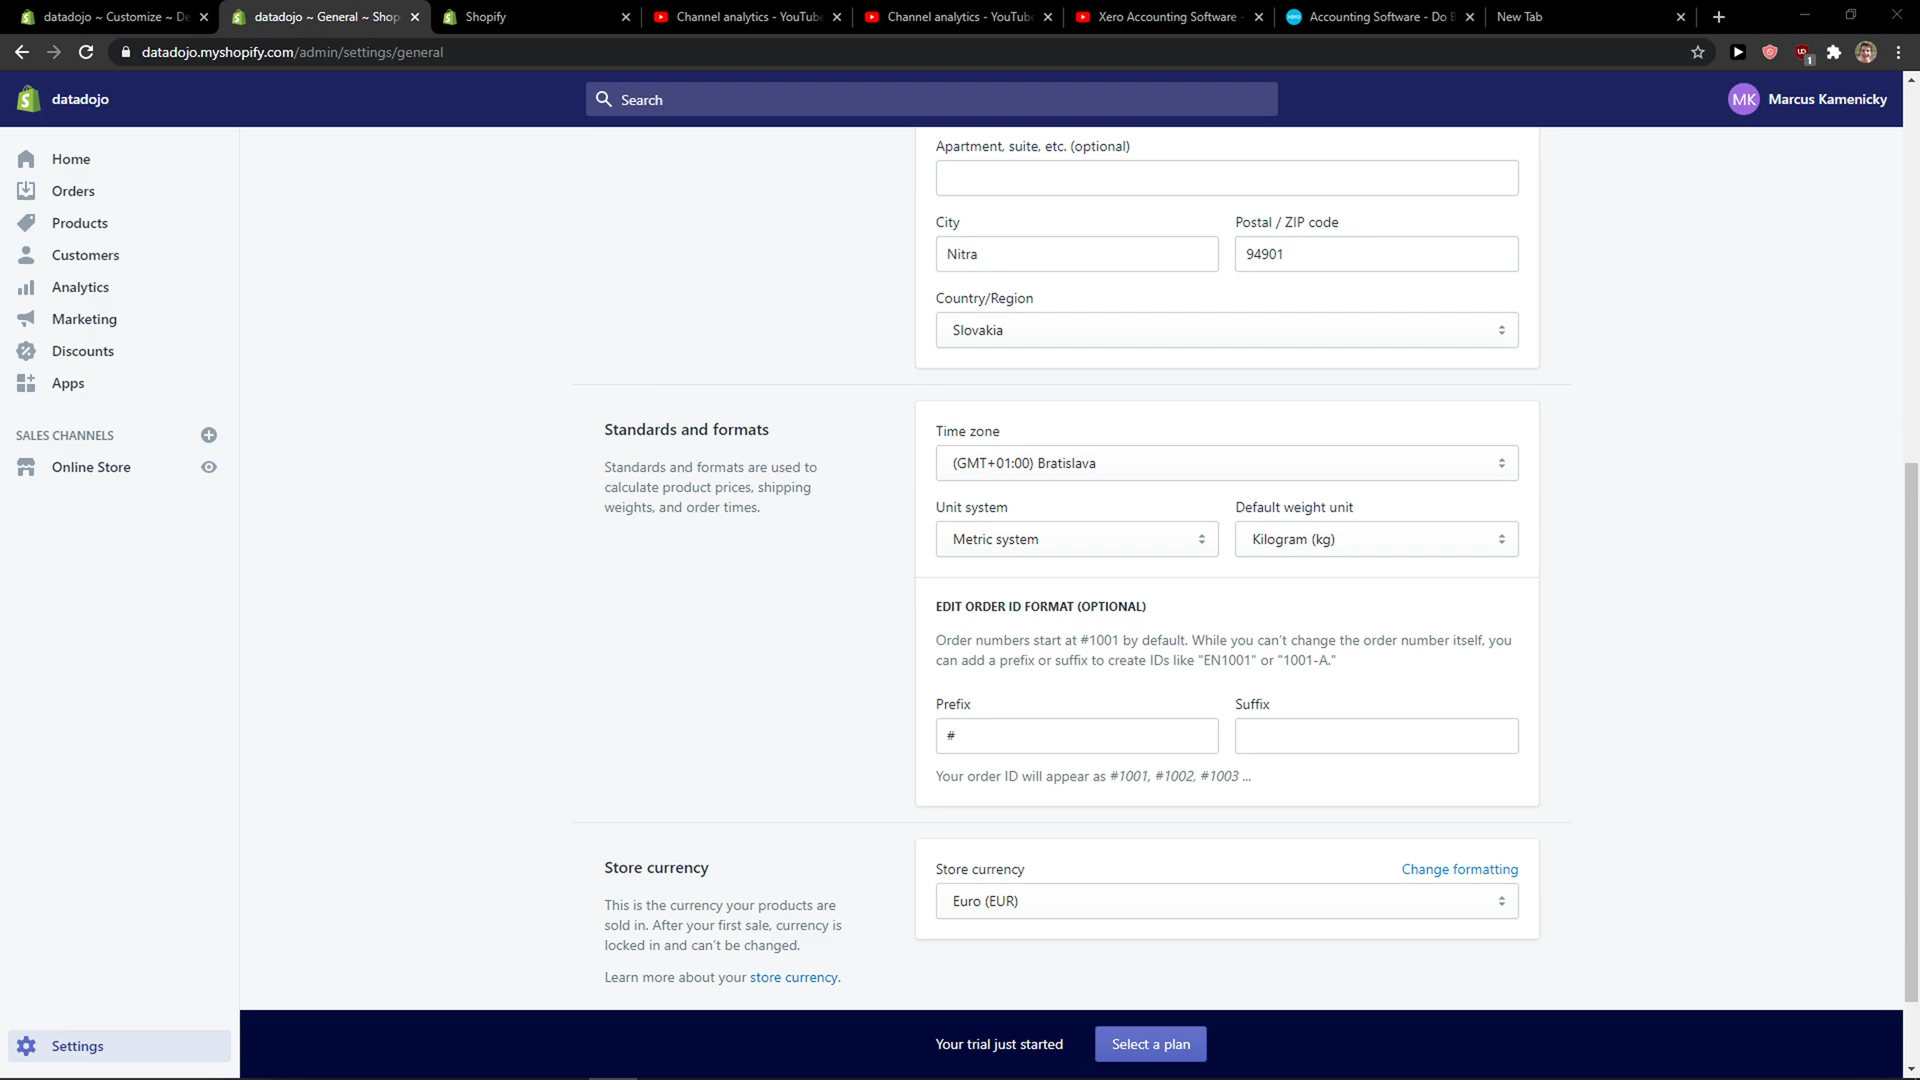 datadojo ~ Customize ~ De
datadojo ~ General ~ Shop
Shopify
Channel analytics - YouTube
Channel analytics - YouTube
Xero Accounting Software -
Accounting Software - Do B
New Tab
datadojo.myshopify.com/admin/settings/general
1
datadojo
Search
MK Marcus Kamenicky
Home
Orders
Products
Customers
Analytics
Marketing
Discounts
Apps
SALES CHANNELS
Online Store
Settings
Apartment, suite, etc. (optional)
City
Postal / ZIP code
Nitra
94901
Country/Region
Slovakia
Standards and formats
Standards and formats are used to
calculate product prices, shipping
weights, and order times.
Time zone
(GMT+01:00) Bratislava
Unit system
Default weight unit
Metric system
Kilogram (kg)
EDIT ORDER ID FORMAT (OPTIONAL)
Order numbers start at #1001 by default. While you can't change the order number itself, you
can add a prefix or suffix to create IDs like "EN1001" or "1001-A."
Prefix
Suffix
#
Your order ID will appear as #1001, #1002, #1003 ...
Store currency
This is the currency your products are
sold in. After your first sale, currency is
locked in and can't be changed.
Learn more about your store currency.
Store currency
Change formatting
Euro (EUR)
Your trial just started
Select a plan